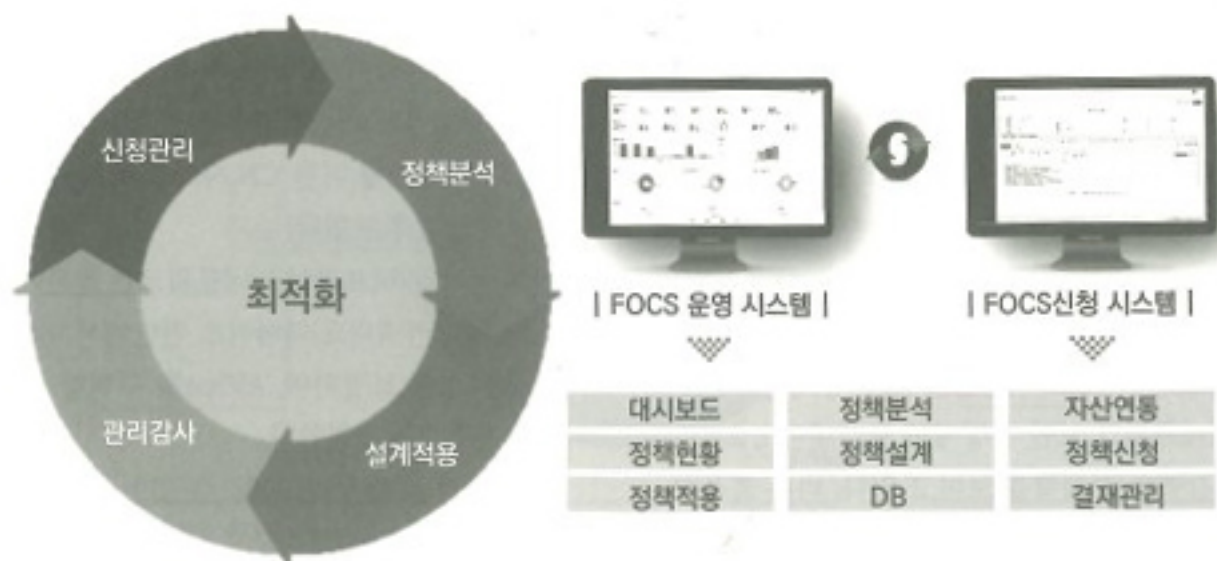 신청관리
정책분석
최적화
관리감사
설계적용
| FOCS 운영 시스템 |
| FOCS신청 시스템 |
대시보드 정책분석 자산연동
정책현황 정책설계 정책신청
정책적용 DB 결재관리